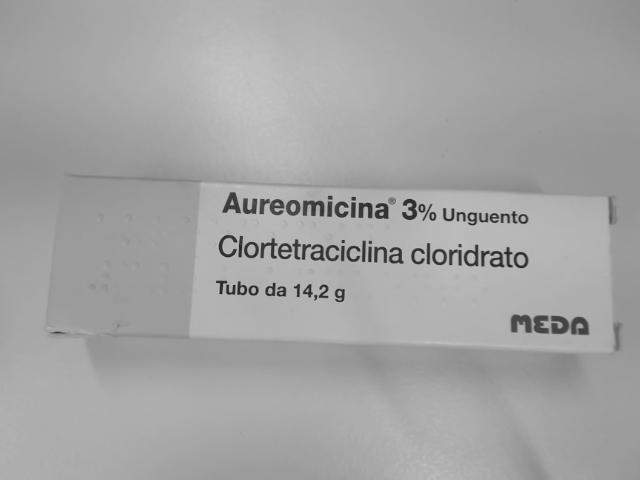 Aureomicina® 3% Unguento
Clortetraciclina cloridrato
Tubo da 14,2 g
MEDA